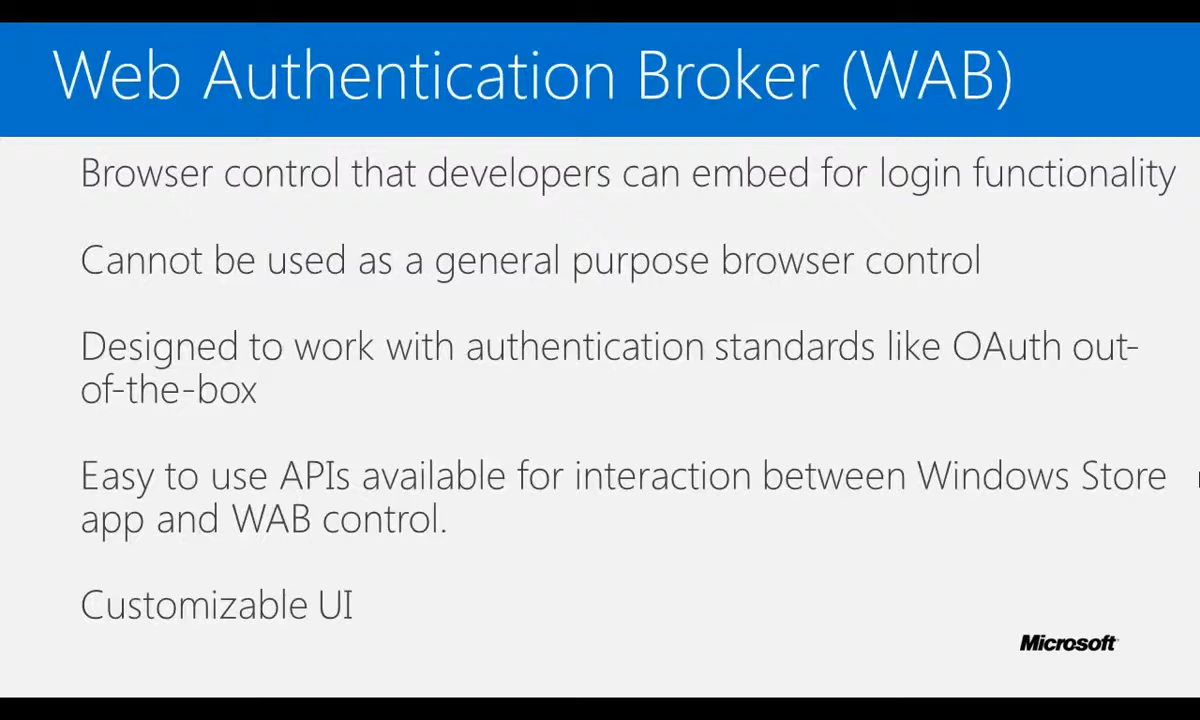 Web Authentication Broker (WAB)
Browser control that developers can embed for login functionality
Cannot be used as a general purpose browser control
Designed to work with authentication standards like OAuth out-
of-the-box
Easy to use APIs available for interaction between Windows Store
app and WAB control.
Customizable UI
Microsoft